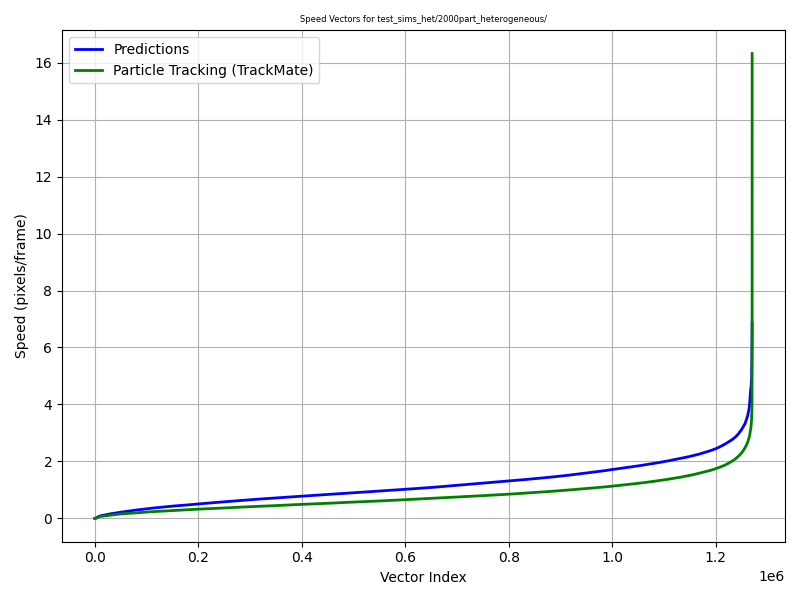 Speed Vectors for test_sims_het/2000part_heterogeneous/
Predictions
Particle Tracking (TrackMate)
Speed (pixels/frame)
16
14
12
10
8
6
4
2
0
0.0 0.2 0.4 0.6 0.8 1.0 1.2
1e6
Vector Index